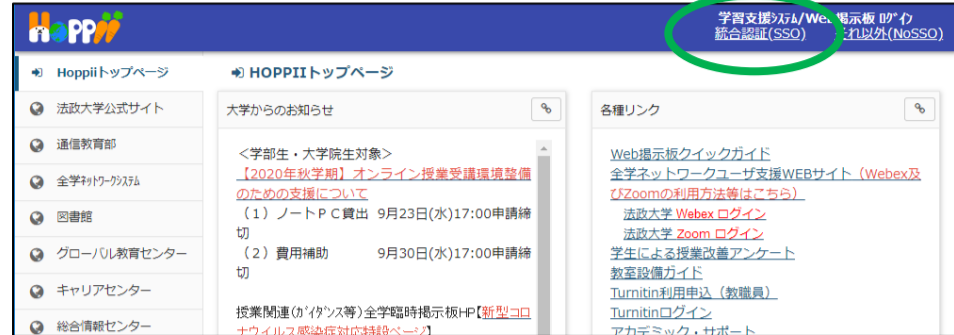 Hoppii
学習支援ｼｽﾃﾑ/Web掲示板 ﾛｸﾞｲﾝ
統合認証(SSO) それ以外(NoSSO)
Hoppiiトップページ
法政大学公式サイト
通信教育部
全学ﾈｯﾄﾜｰｸｼｽﾃﾑ
図書館
グローバル教育センター
キャリアセンター
総合情報センター
HOPPIIトップページ
大学からのお知らせ
＜学部生・大学院生対象＞
【2020年秋学期】オンライン授業受講環境整備
のための支援について
（１）ノートＰＣ貸出 9月23日(水)17:00申請締
切
（２）費用補助 9月30日(水)17:00申請締
切
授業関連(ｶﾞｲﾀﾞﾝｽ等)全学臨時掲示板HP【新型コロ
ナウイルス感染症対応特設ページ】
各種リンク
Web掲示板クイックガイド
全学ネットワークユーザ支援WEBサイト（Webex及
びZoomの利用方法等はこちら）
法政大学 Webex ログイン
法政大学 Zoom ログイン
学生による授業改善アンケート
教室設備ガイド
Turnitin利用申込（教職員）
Turnitinログイン
アカデミック・サポート